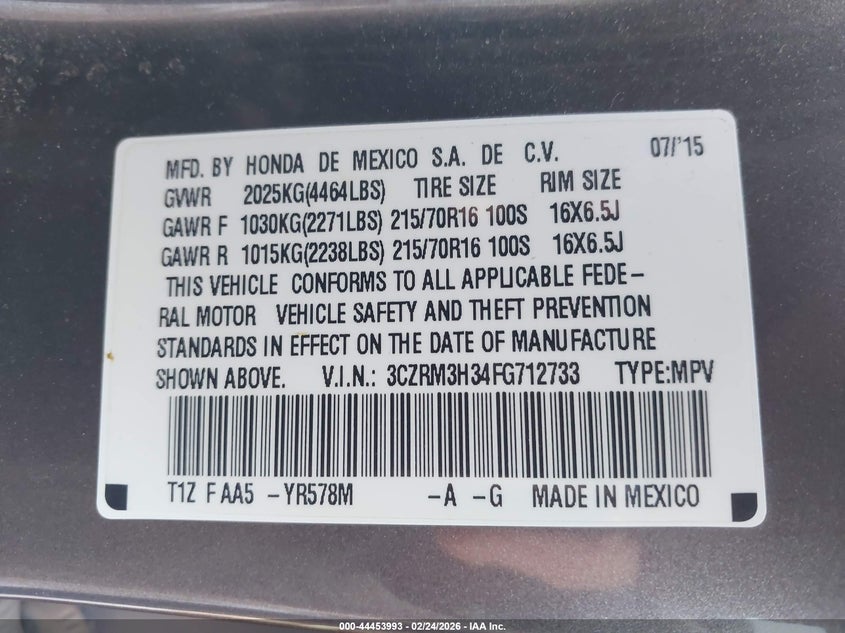 MFD. BY HONDA DE MEXICO S.A. DE C.V. 07/'15
GVWR 2025KG(4464LBS) TIRE SIZE RIM SIZE
GAWR F 1030KG(2271LBS) 215/70R16 100S 16X6.5J
GAWR R 1015KG(2238LBS) 215/70R16 100S 16X6.5J
THIS VEHICLE CONFORMS TO ALL APPLICABLE FEDE-
RAL MOTOR VEHICLE SAFETY AND THEFT PREVENTION
STANDARDS IN EFFECT ON THE DATE OF MANUFACTURE
SHOWN ABOVE. V.I.N.: 3CZRM3H34FG712733 TYPE:MPV
T1Z F AA5 -YR578M -A -G MADE IN MEXICO
000-44453993 - 02/24/2026 - IAA Inc.